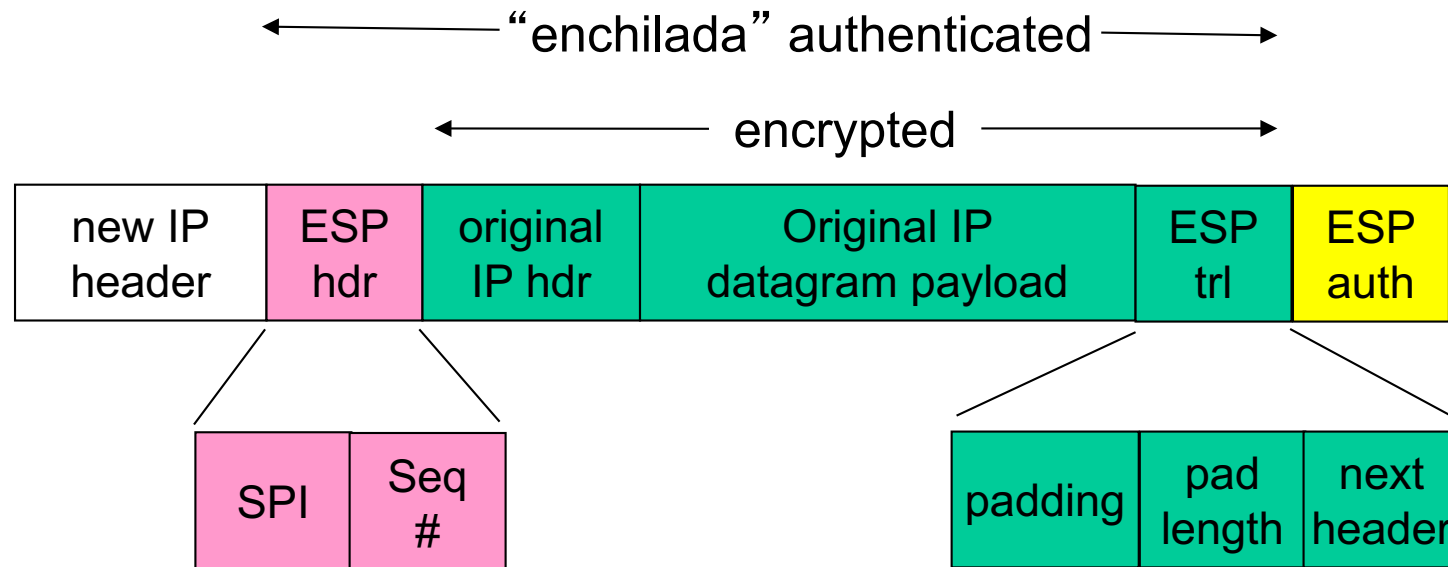 “enchilada” authenticated
encrypted
new IP
header
ESP
hdr
original
IP hdr
Original IP
datagram payload
ESP
trl
ESP
auth
SPI
Seq
#
padding
pad
length
next
header